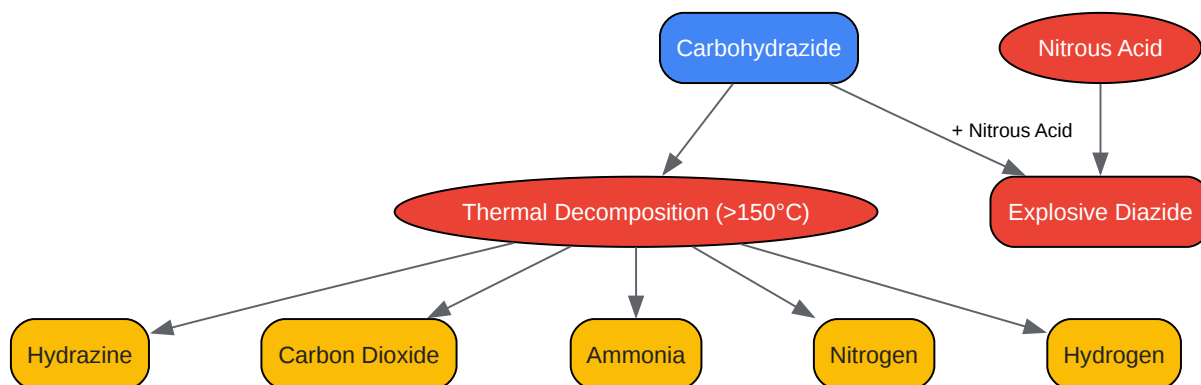 Carbohydrazide
Nitrous Acid
+ Nitrous Acid
Thermal Decomposition (>150°C)
Explosive Diazide
Hydrazine
Carbon Dioxide
Ammonia
Nitrogen
Hydrogen